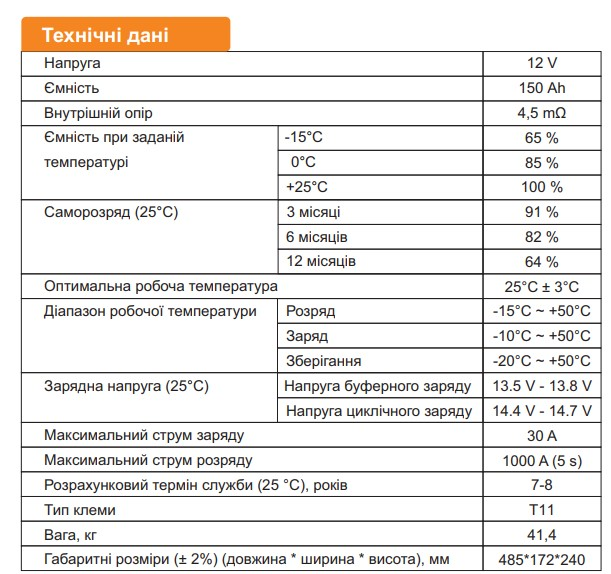 Технічні дані
Напруга 12 V
Ємність 150 Ah
Внутрішній опір 4,5 mΩ
Ємність при заданій -15°C 65 %
температурі 0°C 85 %
+25°C 100 %
Саморозряд (25°C) 3 місяці 91 %
6 місяців 82 %
12 місяців 64 %
Оптимальна робоча температура 25°C ± 3°C
Діапазон робочої температури Розряд -15°C ~ +50°C
Заряд -10°C ~ +50°C
Зберігання -20°C ~ +50°C
Зарядна напруга (25°C) Напруга буферного заряду 13.5 V - 13.8 V
Напруга циклічного заряду 14.4 V - 14.7 V
Максимальний струм заряду 30 A
Максимальний струм розряду 1000 A (5 s)
Розрахунковий термін служби (25 °C), років 7-8
Тип клеми T11
Вага, кг 41,4
Габаритні розміри (± 2%) (довжина * ширина * висота), мм 485*172*240